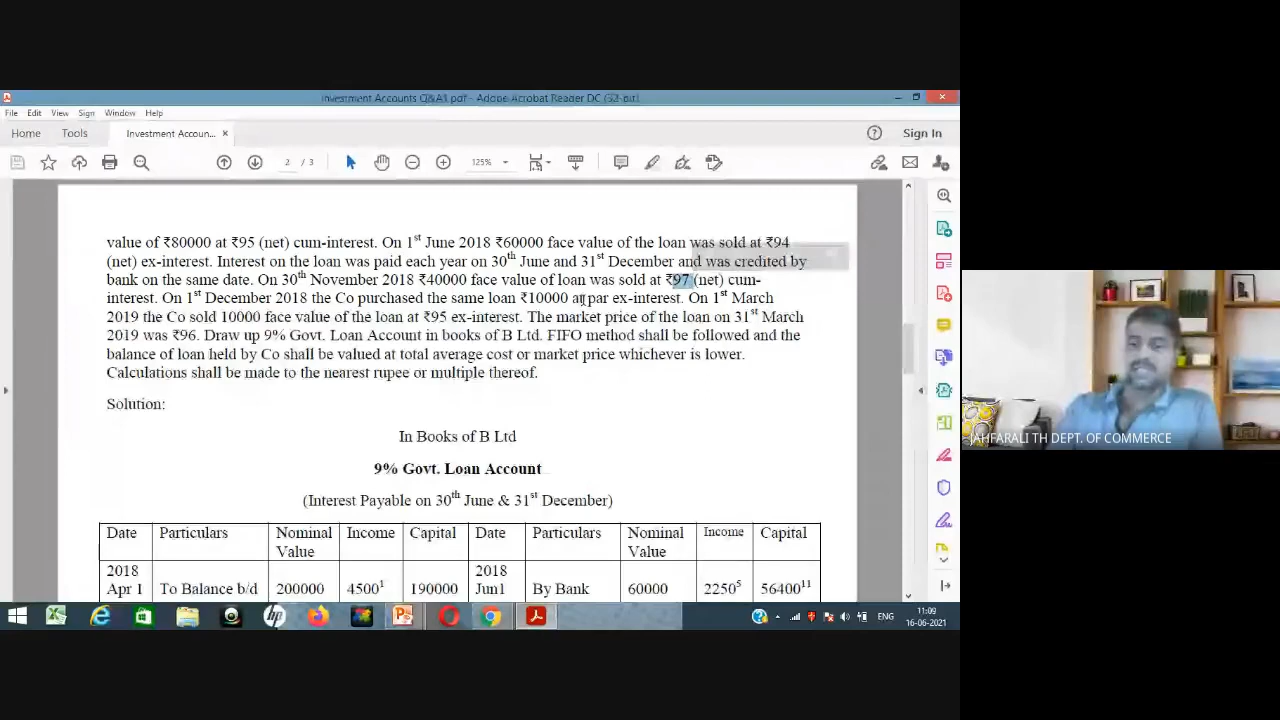 Investment Accounts Q&A1.pdf - Adobe Acrobat Reader DC (32-bit)
File Edit View Sign Window Help
Home Tools Investment Accoun... × Sign In
2 / 3 125%
value of ₹80000 at ₹95 (net) cum-interest. On 1st June 2018 ₹60000 face value of the loan was sold at ₹94
(net) ex-interest. Interest on the loan was paid each year on 30th June and 31st December and was credited by
bank on the same date. On 30th November 2018 ₹40000 face value of loan was sold at ₹97 (net) cum-
interest. On 1st December 2018 the Co purchased the same loan ₹10000 at par ex-interest. On 1st March
2019 the Co sold 10000 face value of the loan at ₹95 ex-interest. The market price of the loan on 31st March
2019 was ₹96. Draw up 9% Govt. Loan Account in books of B Ltd. FIFO method shall be followed and the
balance of loan held by Co shall be valued at total average cost or market price whichever is lower.
Calculations shall be made to the nearest rupee or multiple thereof.
Solution:
In Books of B Ltd
9% Govt. Loan Account
(Interest Payable on 30th June & 31st December)
Date Particulars Nominal Value Income Capital Date Particulars Nominal Value Income Capital
2018 Apr 1 To Balance b/d 200000 4500¹ 190000 2018 Jun1 By Bank 60000 2250⁵ 56400¹¹
JAHFARALI TH DEPT. OF COMMERCE
ENG
11:09
16-06-2021